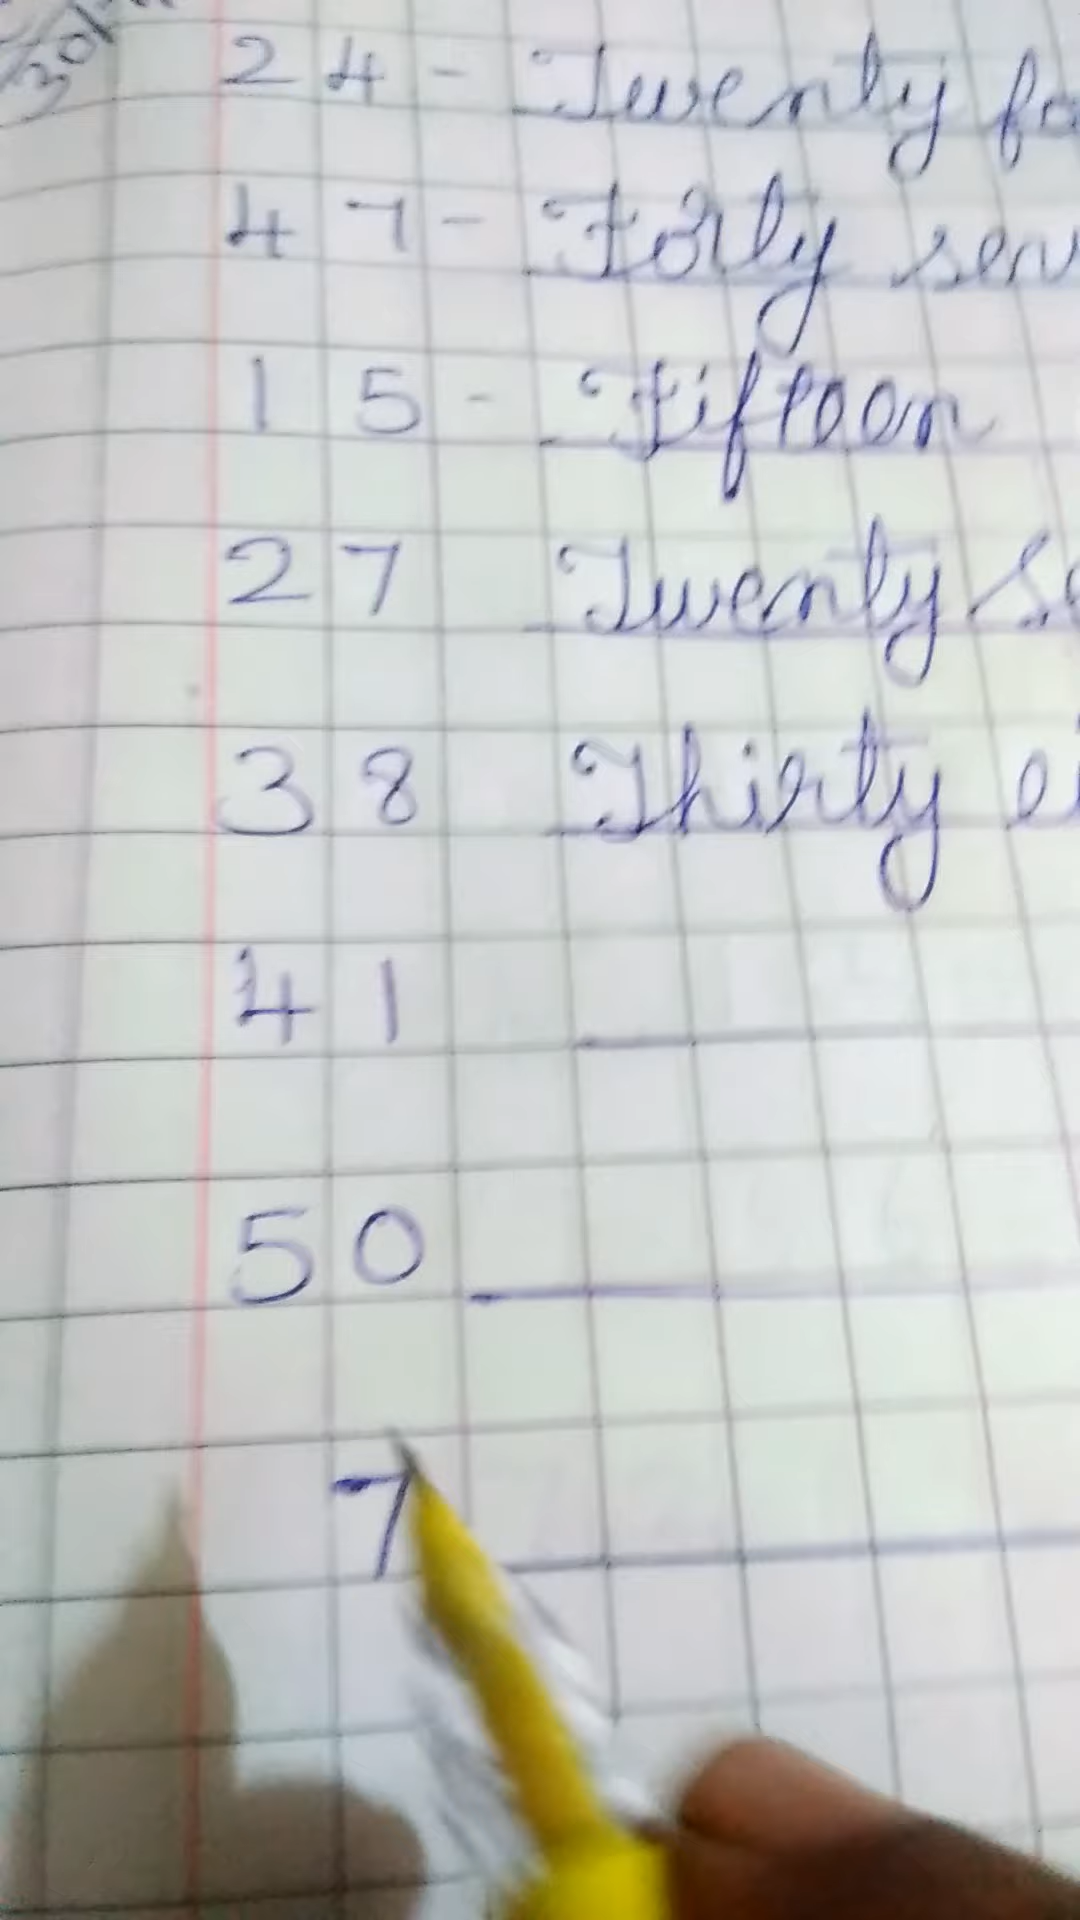 24 - Twenty
47 - Forty
15 - Fifteen
27 Twenty
38 Thirty
41
50
7